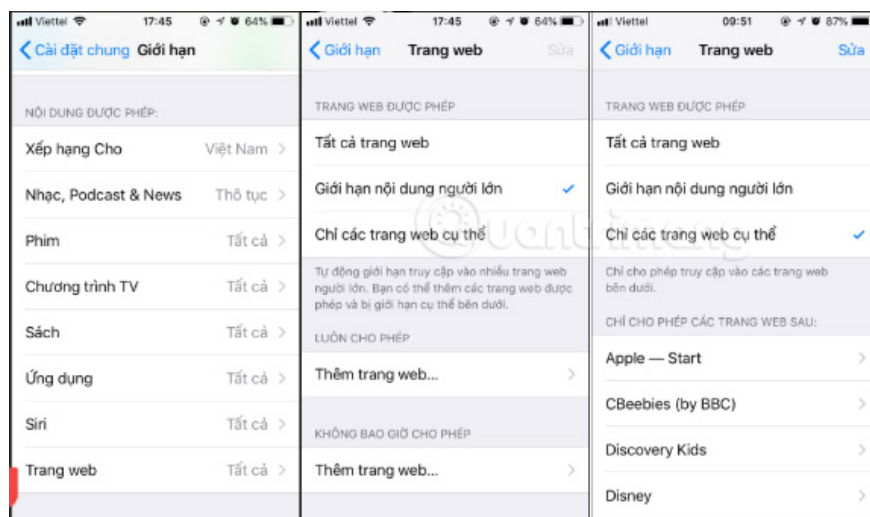 Viettel 17:45 64%
Cài đặt chung Giới hạn
NỘI DUNG ĐƯỢC PHÉP:
Xếp hạng Cho Việt Nam
Nhạc, Podcast & News Thô tục
Phim Tất cả
Chương trình TV Tất cả
Sách Tất cả
Ứng dụng Tất cả
Siri Tất cả
Trang web Tất cả
Viettel 17:45 64%
Giới hạn Trang web Sửa
TRANG WEB ĐƯỢC PHÉP
Tất cả trang web
Giới hạn nội dung người lớn
Chỉ các trang web cụ thể
Tự động giới hạn truy cập vào nhiều trang web
người lớn. Bạn có thể thêm các trang web được
phép và bị giới hạn cụ thể bên dưới.
LUÔN CHO PHÉP
Thêm trang web...
KHÔNG BAO GIỜ CHO PHÉP
Thêm trang web...
Viettel 09:51 87%
Giới hạn Trang web Sửa
TRANG WEB ĐƯỢC PHÉP
Tất cả trang web
Giới hạn nội dung người lớn
Chỉ các trang web cụ thể
Chỉ cho phép truy cập vào các trang web
bên dưới.
CHỈ CHO PHÉP CÁC TRANG WEB SAU:
Apple — Start
CBeebies (by BBC)
Discovery Kids
Disney
Quantrimang